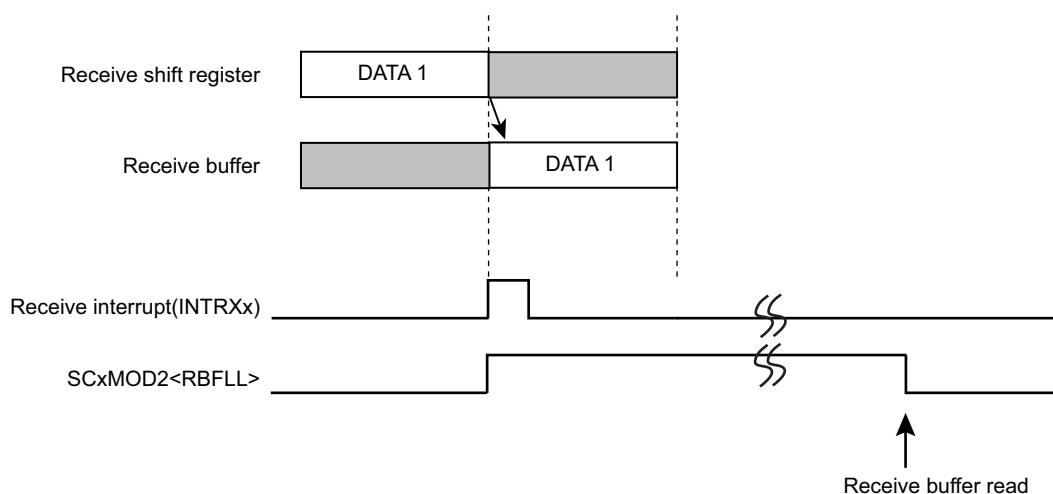 Receive shift register
DATA 1
Receive buffer
DATA 1
Receive interrupt(INTRXx)
SCxMOD2<RBFLL>
Receive buffer read